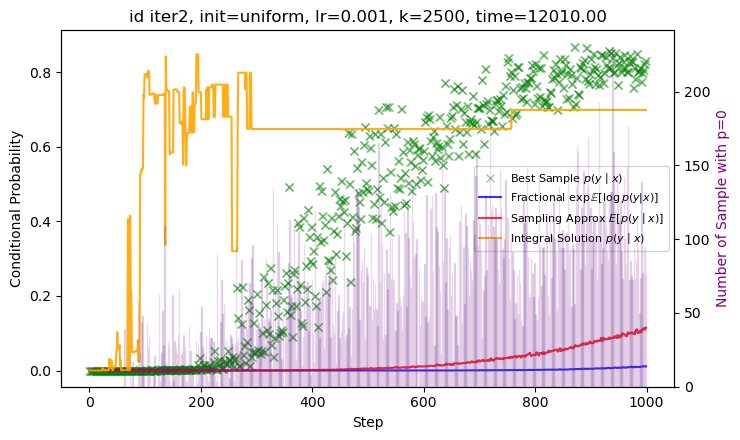 id iter2, init=uniform, lr=0.001, k=2500, time=12010.00
Conditional Probability
0.8
0.6
0.4
0.2
0.0
200
150
100
50
0
Number of Sample with p=0
Best Sample p(y | x)
Fractional exp 𝔼[log p(y|x)]
Sampling Approx E[p(y | x)]
Integral Solution p(y | x)
0 200 400 600 800 1000
Step